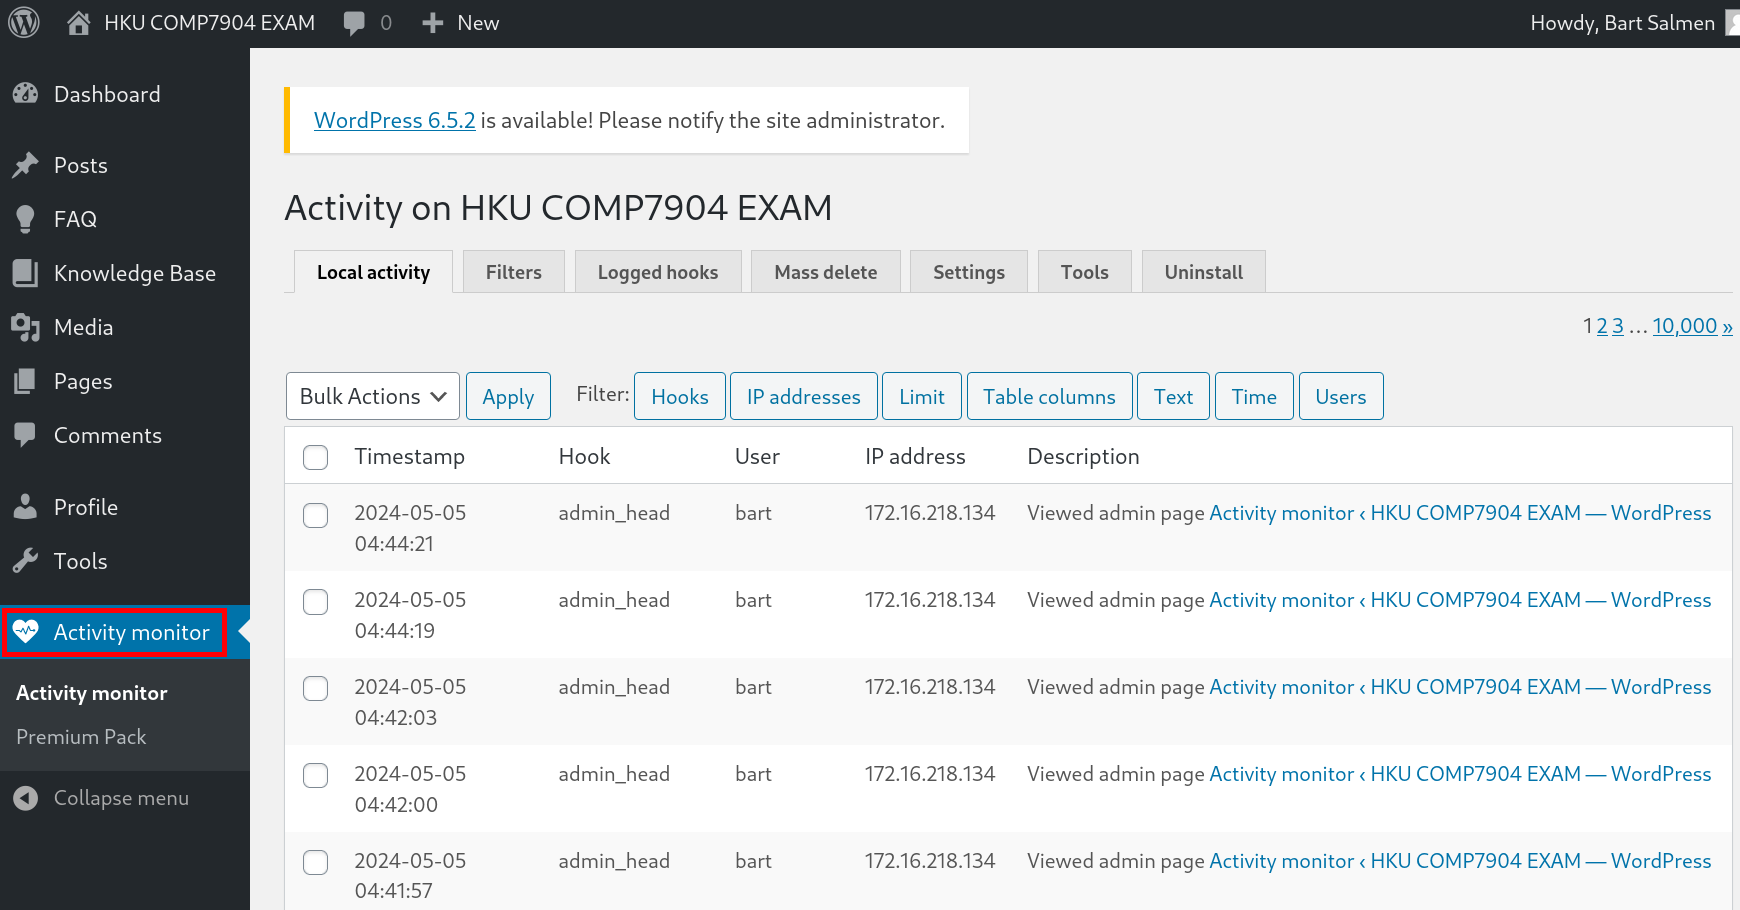 HKU COMP7904 EXAM 0 New Howdy, Bart Salmen
Dashboard
Posts
FAQ
Knowledge Base
Media
Pages
Comments
Profile
Tools
Activity monitor
Activity monitor
Premium Pack
Collapse menu
WordPress 6.5.2 is available! Please notify the site administrator.
Activity on HKU COMP7904 EXAM
Local activity Filters Logged hooks Mass delete Settings Tools Uninstall
1 2 3 … 10,000 »
Bulk Actions Apply Filter: Hooks IP addresses Limit Table columns Text Time Users
Timestamp Hook User IP address Description
2024-05-05 admin_head bart 172.16.218.134 Viewed admin page Activity monitor ‹ HKU COMP7904 EXAM — WordPress
04:44:21
2024-05-05 admin_head bart 172.16.218.134 Viewed admin page Activity monitor ‹ HKU COMP7904 EXAM — WordPress
04:44:19
2024-05-05 admin_head bart 172.16.218.134 Viewed admin page Activity monitor ‹ HKU COMP7904 EXAM — WordPress
04:42:03
2024-05-05 admin_head bart 172.16.218.134 Viewed admin page Activity monitor ‹ HKU COMP7904 EXAM — WordPress
04:42:00
2024-05-05 admin_head bart 172.16.218.134 Viewed admin page Activity monitor ‹ HKU COMP7904 EXAM — WordPress
04:41:57